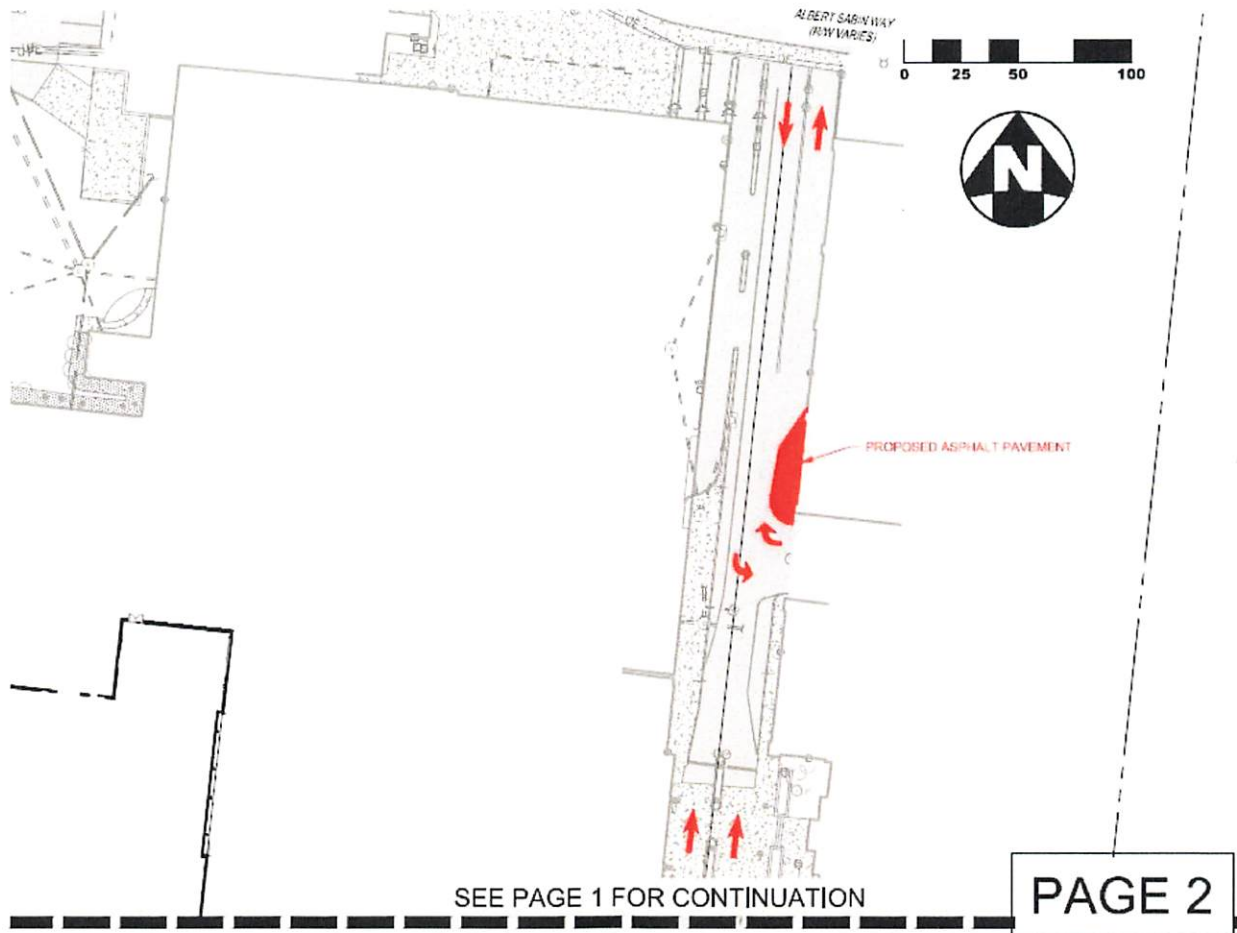 ALBERT SABIN WAY
(R/W VARIES)
0 25 50 100
N
PROPOSED ASPHALT PAVEMENT
SEE PAGE 1 FOR CONTINUATION
PAGE 2